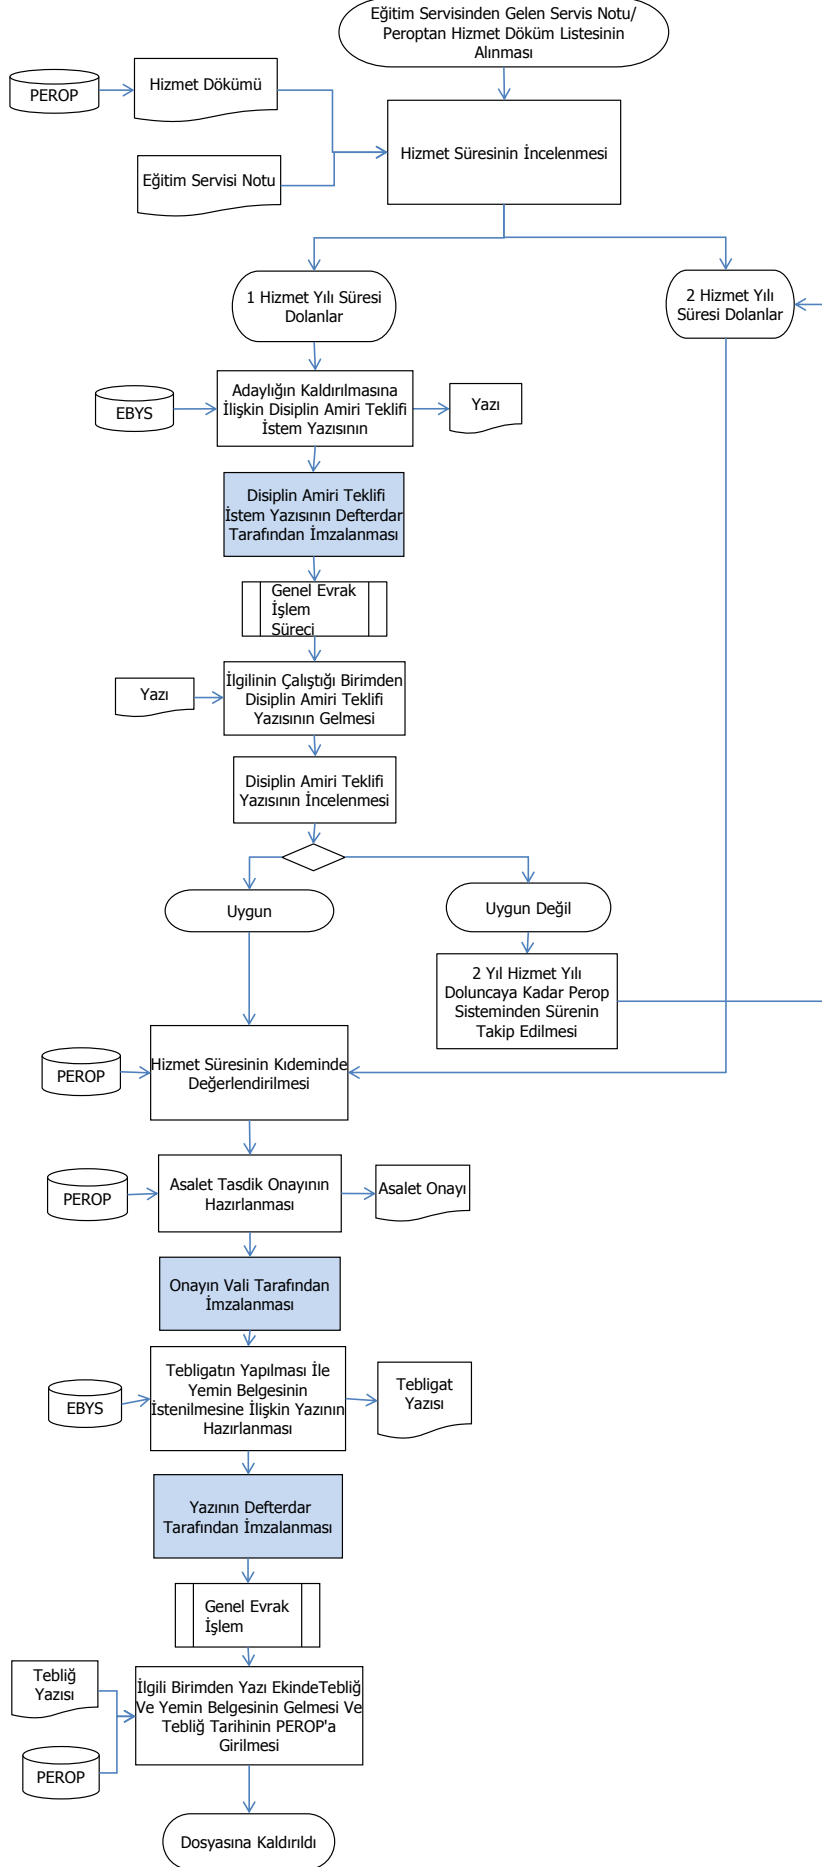 Eğitim Servisinden Gelen Servis Notu/
Peroptan Hizmet Döküm Listesinin
Alınması
PEROP
Hizmet Dökümü
Eğitim Servisi Notu
Hizmet Süresinin İncelenmesi
1 Hizmet Yılı Süresi
Dolanlar
2 Hizmet Yılı
Süresi Dolanlar
EBYS
Adaylığın Kaldırılmasına
İlişkin Disiplin Amiri Teklifi
İstem Yazısının
Yazı
Disiplin Amiri Teklifi
İstem Yazısının Defterdar
Tarafından İmzalanması
Genel Evrak
İşlem
Süreci
Yazı
İlgilinin Çalıştığı Birimden
Disiplin Amiri Teklifi
Yazısının Gelmesi
Disiplin Amiri Teklifi
Yazısının İncelenmesi
Uygun
Uygun Değil
2 Yıl Hizmet Yılı
Doluncaya Kadar Perop
Sisteminden Sürenin
Takip Edilmesi
PEROP
Hizmet Süresinin Kıdeminde
Değerlendirilmesi
PEROP
Asalet Tasdik Onayının
Hazırlanması
Asalet Onayı
Onayın Vali Tarafından
İmzalanması
EBYS
Tebligatın Yapılması İle
Yemin Belgesinin
İstenilmesine İlişkin Yazının
Hazırlanması
Tebligat
Yazısı
Yazının Defterdar
Tarafından İmzalanması
Genel Evrak
İşlem
Tebliğ
Yazısı
PEROP
İlgili Birimden Yazı EkindeTebliğ
Ve Yemin Belgesinin Gelmesi Ve
Tebliğ Tarihinin PEROP'a
Girilmesi
Dosyasına Kaldırıldı